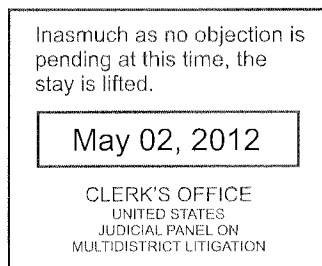 Inasmuch as no objection is
pending at this time, the
stay is lifted.
May 02, 2012
CLERK'S OFFICE
UNITED STATES
JUDICIAL PANEL ON
MULTIDISTRICT LITIGATION